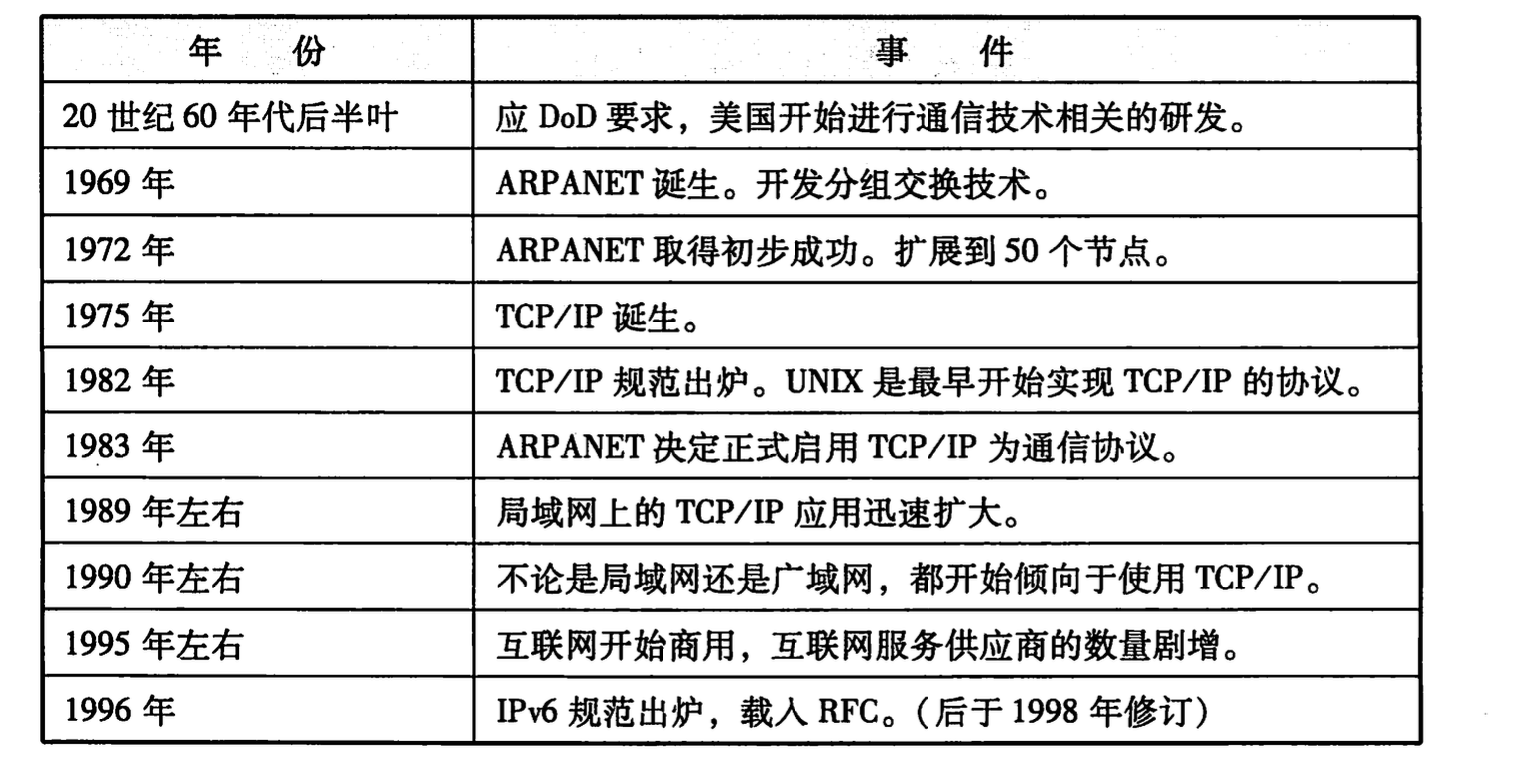 年 份 事 件
20 世纪 60 年代后半叶 应 DoD 要求，美国开始进行通信技术相关的研发。
1969 年 ARPANET 诞生。开发分组交换技术。
1972 年 ARPANET 取得初步成功。扩展到 50 个节点。
1975 年 TCP/IP 诞生。
1982 年 TCP/IP 规范出炉。UNIX 是最早开始实现 TCP/IP 的协议。
1983 年 ARPANET 决定正式启用 TCP/IP 为通信协议。
1989 年左右 局域网上的 TCP/IP 应用迅速扩大。
1990 年左右 不论是局域网还是广域网，都开始倾向于使用 TCP/IP。
1995 年左右 互联网开始商用，互联网服务供应商的数量剧增。
1996 年 IPv6 规范出炉，载入 RFC。（后于 1998 年修订）